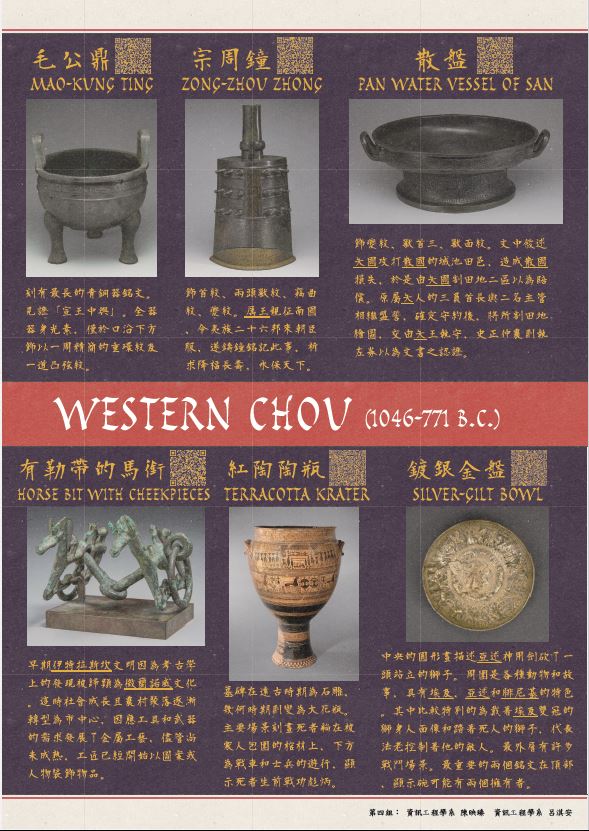 毛公鼎
MAO-KUNG TING
宗周鐘
ZONG-ZHOU ZHONG
散盤
PAN WATER VESSEL OF SAN
刻有最長的青銅器銘文。
見證「宣王中興」。全器
器身光素，僅於口沿下方
飾以一周精簡的重環紋及
一道凸弦紋。
飾首紋、兩頭獸紋、竊曲
紋、變紋。厲王親征南國
，令夷族二十六邦來朝臣
服，遂鑄鐘銘記此事，祈
求降福長壽，永保天下。
飾變紋、獸首三、獸面紋。文中敘述
矢國攻打散國的城池田邑，造成散國
損失，於是由矢國割田地二區以為賠
償。原屬矢人的三員首長與二名主管
相繼盟誓，確定守約後，將所割田地
繪圖，交由矢王執守，史正仲農則執
左券以為文書之認證。
WESTERN CHOU (1046-771 B.C.)
有勒帶的馬銜
HORSE BIT WITH CHEEKPIECES
紅陶陶瓶
TERRACOTTA KRATER
鍍銀金盤
SILVER-GILT BOWL
早期伊特拉斯坎文明因為考古學
上的發現被歸類為微蘭諾威文化
。這時社會成長且農村聚落逐漸
轉型為市中心，因應工具和武器
的需求發展了金屬工藝，儘管尚
未成熟，工匠已經開始以圖案或
人物裝飾物品。
墓碑在遠古時期為石雕，
幾何時期則變為大花瓶。
主要場景刻畫死者輪在被
家人包圍的棺材上，下方
為戰車和士兵的遊行，顯
示死者生前戰功彪炳。
中央的圓形畫描述亞述神用劍砍了一
頭站立的獅子。周圍是各種動物和故
事，具有埃及、亞述和腓尼基的特色
。其中比較特別的為戴著埃及雙冠的
獅身人面像和踏著死人的獅子，代表
法老控制著他的敵人。最外層有許多
戰鬥場景。最重要的兩個銘文在頂部
，顯示碗可能有兩個擁有者。
第四組： 資訊工程學系 陳映臻 資訊工程學系 呂淇安